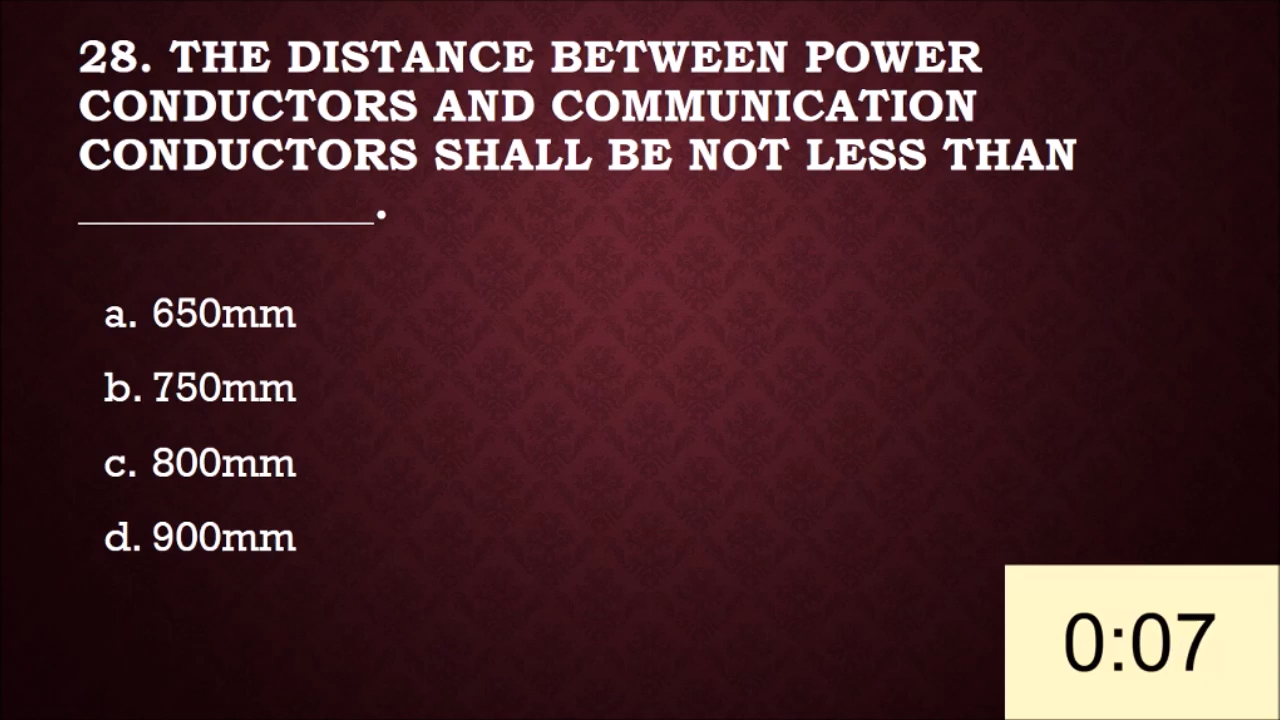 28. THE DISTANCE BETWEEN POWER
CONDUCTORS AND COMMUNICATION
CONDUCTORS SHALL BE NOT LESS THAN
______________.
a. 650mm
b. 750mm
c. 800mm
d. 900mm
0:07